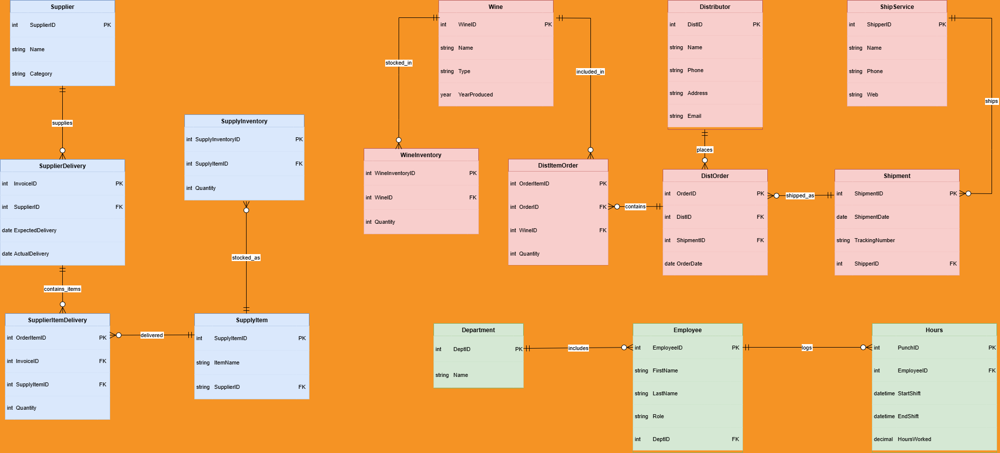 Supplier
int SupplierID PK
string Name
string Category
supplies
SupplierDelivery
int InvoiceID PK
int SupplierID FK
date ExpectedDelivery
date ActualDelivery
contains_items
SupplierItemDelivery
int OrderItemID PK
int InvoiceID FK
int SupplyItemID FK
int Quantity
delivered
SupplyInventory
int SupplyInventoryID PK
int SupplyItemID FK
int Quantity
stocked_as
SupplyItem
int SupplyItemID PK
string ItemName
string SupplierID FK
Wine
int WineID PK
string Name
string Type
year YearProduced
stocked_in
included_in
WineInventory
int WineInventoryID PK
int WineID FK
int Quantity
DistItemOrder
int OrderItemID PK
int OrderID FK
int WineID FK
int Quantity
contains
Distributor
int DistID PK
string Name
string Phone
string Address
string Email
places
DistOrder
int OrderID PK
int DistID FK
int ShipmentID FK
date OrderDate
shipped_as
ShipService
int ShipperID PK
string Name
string Phone
string Web
ships
Shipment
int ShipmentID PK
date ShipmentDate
string TrackingNumber
int ShipperID FK
Department
int DeptID PK
string Name
includes
Employee
int EmployeeID PK
string FirstName
string LastName
string Role
int DeptID FK
logs
Hours
int PunchID PK
int EmployeeID FK
datetime StartShift
datetime EndShift
decimal HoursWorked